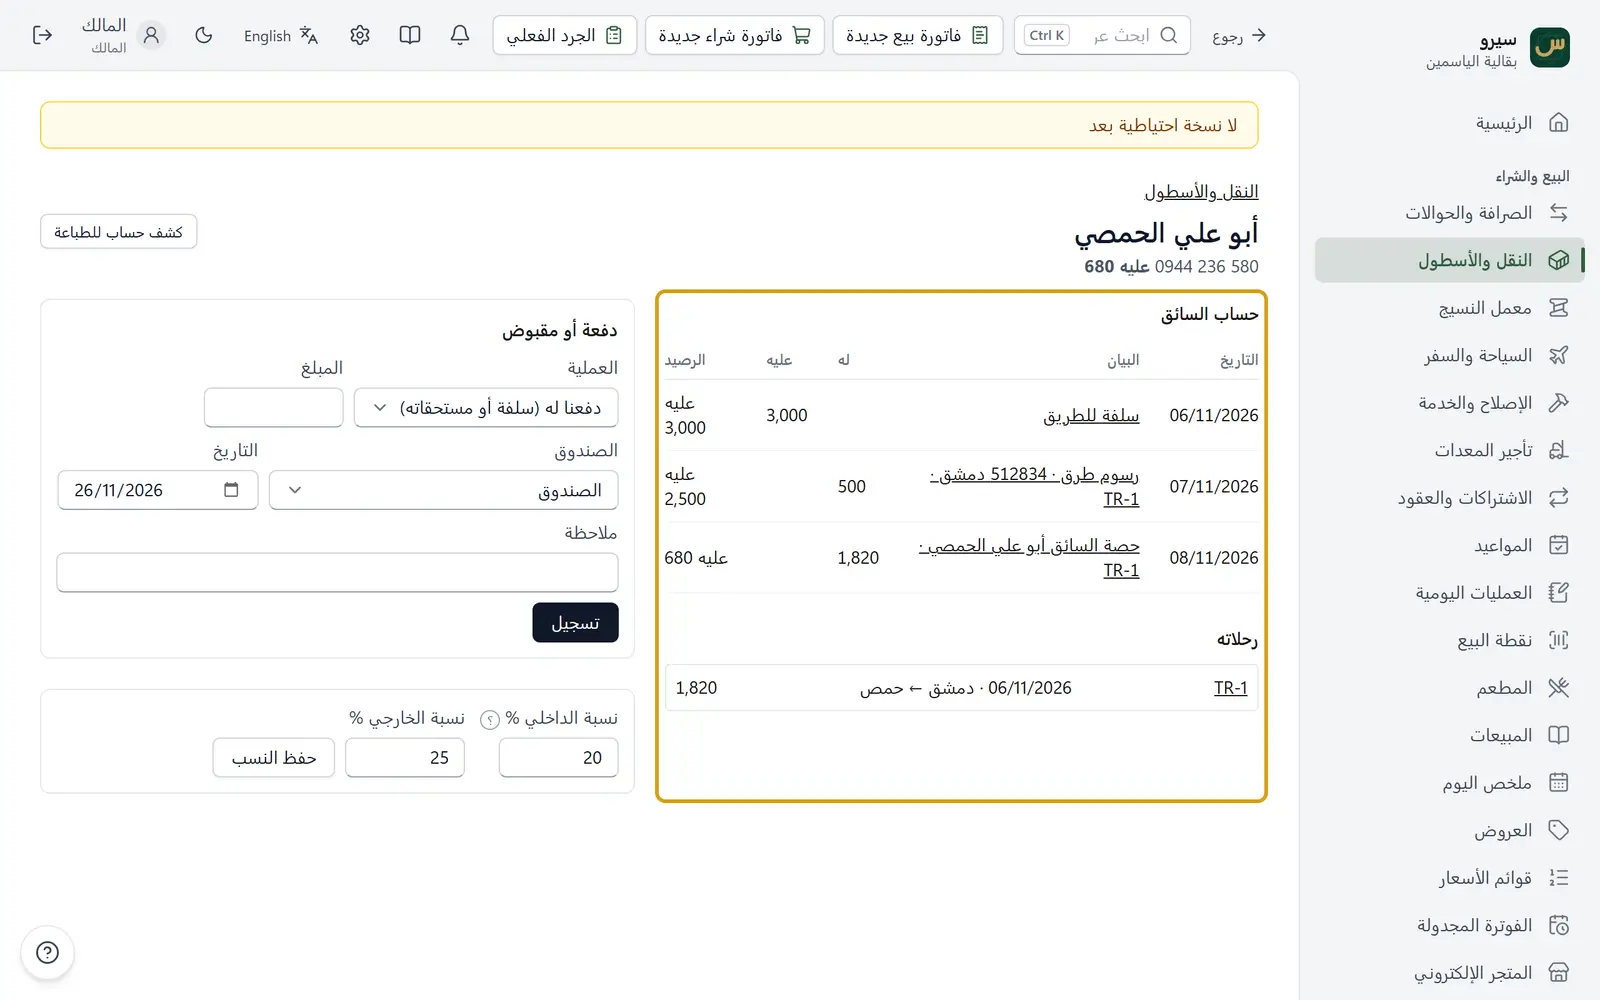 س
سيرو
بقالية الياسمين
رجوع
ابحث عر
Ctrl K
فاتورة بيع جديدة
فاتورة شراء جديدة
الجرد الفعلي
English
المالك
المالك
الرئيسية
البيع والشراء
الصرافة والحوالات
النقل والأسطول
معمل النسيج
السياحة والسفر
الإصلاح والخدمة
تأجير المعدات
الاشتراكات والعقود
المواعيد
العمليات اليومية
نقطة البيع
المطعم
المبيعات
ملخص اليوم
العروض
قوائم الأسعار
الفوترة المجدولة
المتجر الإلكتروني
لا نسخة احتياطية بعد
النقل والأسطول
أبو علي الحمصي
0944 236 580 عليه 680
كشف حساب للطباعة
حساب السائق
التاريخ البيان له عليه الرصيد
06/11/2026 سلفة للطريق 3,000 عليه 3,000
07/11/2026 رسوم طرق · 512834 دمشق · TR-1 500 عليه 2,500
08/11/2026 حصة السائق أبو علي الحمصي · TR-1 1,820 عليه 680
رحلاته
TR-1 06/11/2026 · دمشق ← حمص 1,820
دفعة أو مقبوض
العملية المبلغ
دفعنا له (سلفة أو مستحقاته)
الصندوق التاريخ
الصندوق 26/11/2026
ملاحظة
تسجيل
نسبة الداخلي % ؟ نسبة الخارجي %
20 25 حفظ النسب